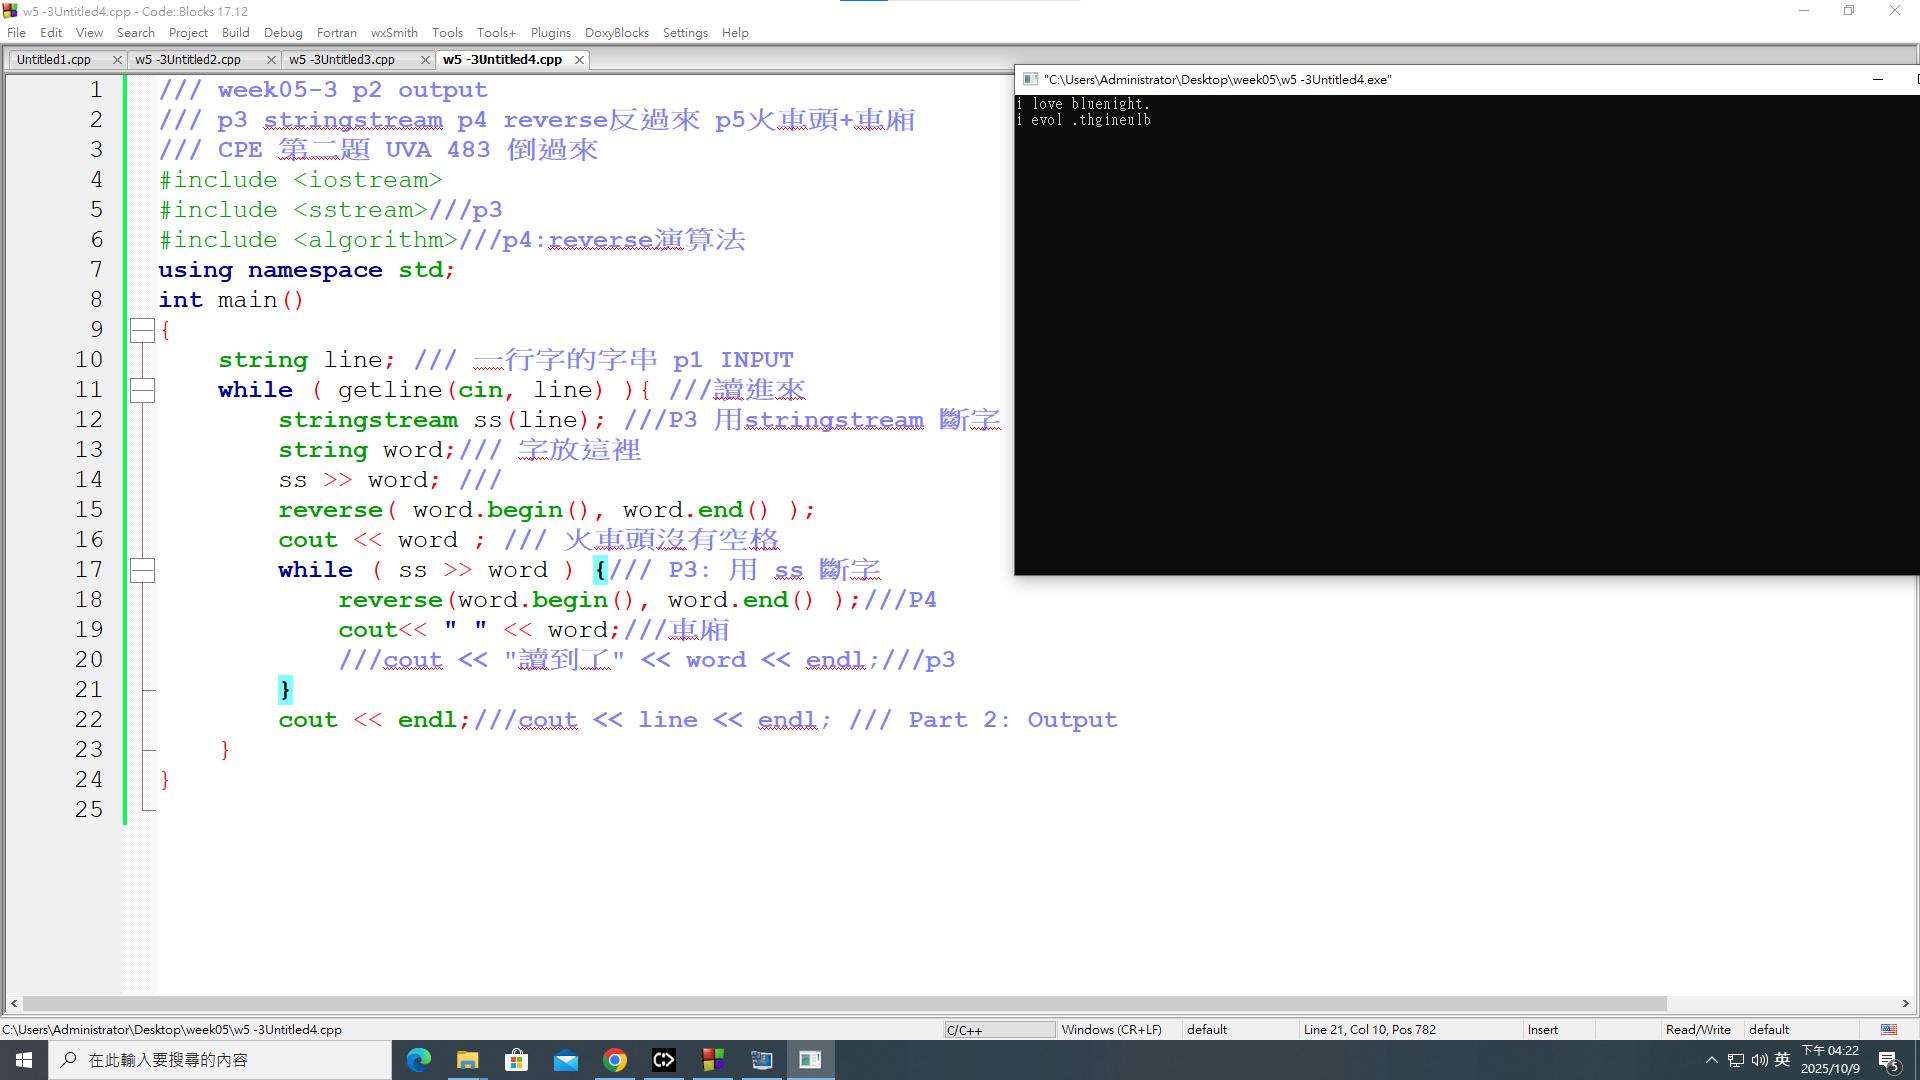 w5 -3Untitled4.cpp - Code::Blocks 17.12
File Edit View Search Project Build Debug Fortran wxSmith Tools Tools+ Plugins DoxyBlocks Settings Help
Untitled1.cpp w5 -3Untitled2.cpp w5 -3Untitled3.cpp w5 -3Untitled4.cpp
1 /// week05-3 p2 output
2 /// p3 stringstream p4 reverse反過來 p5火車頭+車廂
3 /// CPE 第二題 UVA 483 倒過來
4 #include <iostream>
5 #include <sstream>///p3
6 #include <algorithm>///p4:reverse演算法
7 using namespace std;
8 int main()
9 {
10     string line; /// 一行字的字串 p1 INPUT
11     while ( getline(cin, line) ){ ///讀進來
12         stringstream ss(line); ///P3 用stringstream 斷字
13         string word;/// 字放這裡
14         ss >> word; ///
15         reverse( word.begin(), word.end() );
16         cout << word ; /// 火車頭沒有空格
17         while ( ss >> word ) {/// P3: 用 ss 斷字
18             reverse(word.begin(), word.end() );///P4
19             cout<< " " << word;///車廂
20             ///cout << "讀到了" << word << endl;///p3
21         }
22         cout << endl;///cout << line << endl; /// Part 2: Output
23     }
24 }
25
"C:\Users\Administrator\Desktop\week05\w5 -3Untitled4.exe"
i love bluenight.
i evol .thgineulb
C:\Users\Administrator\Desktop\week05\w5 -3Untitled4.cpp C/C++ Windows (CR+LF) default Line 21, Col 10, Pos 782 Insert Read/Write default
在此輸入要搜尋的內容
英
下午 04:22
2025/10/9
5